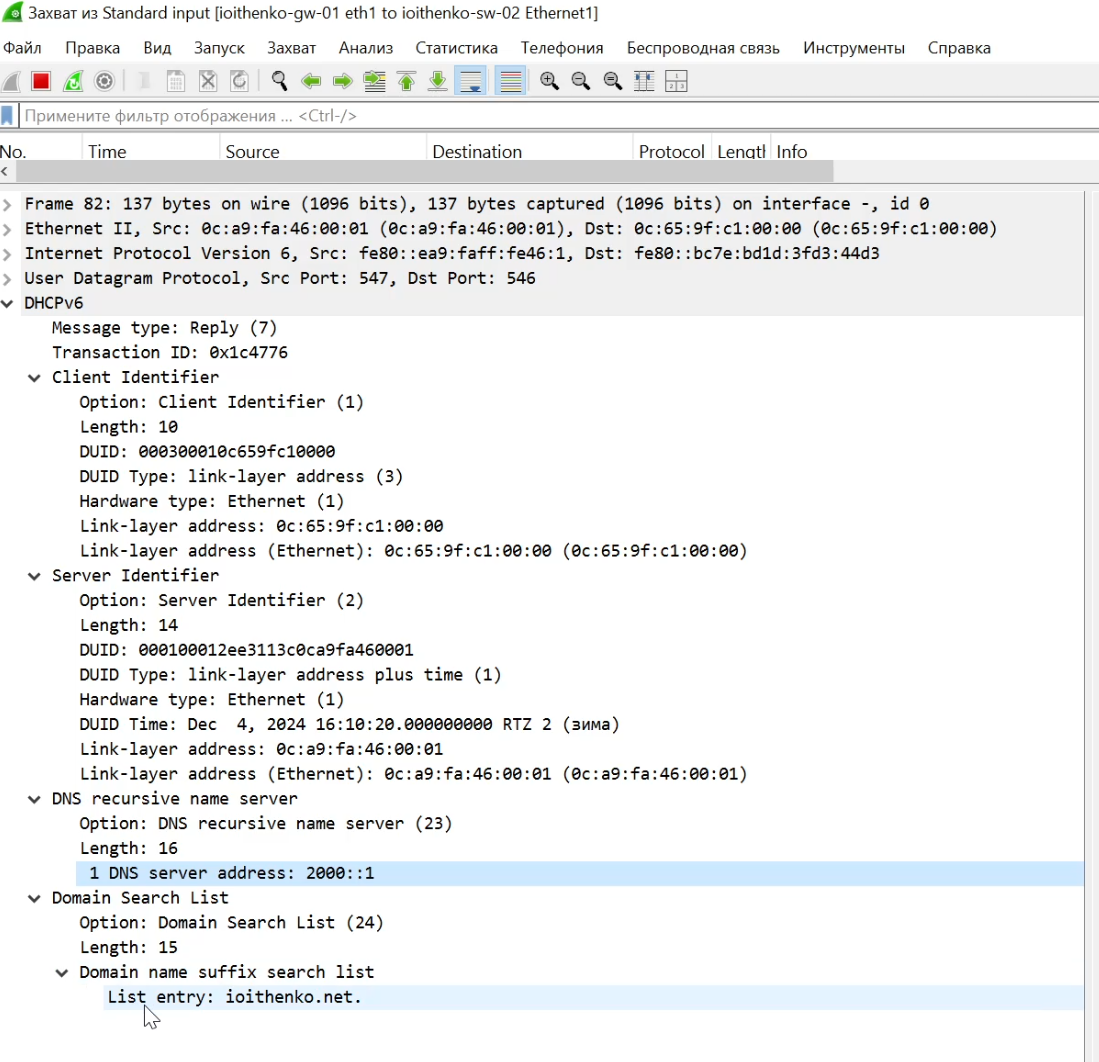 Захват из Standard input [ioithenko-gw-01 eth1 to ioithenko-sw-02 Ethernet1]
Файл Правка Вид Запуск Захват Анализ Статистика Телефония Беспроводная связь Инструменты Справка
Примените фильтр отображения ... <Ctrl-/>
No. Time Source Destination Protocol Length Info
Frame 82: 137 bytes on wire (1096 bits), 137 bytes captured (1096 bits) on interface -, id 0
Ethernet II, Src: 0c:a9:fa:46:00:01 (0c:a9:fa:46:00:01), Dst: 0c:65:9f:c1:00:00 (0c:65:9f:c1:00:00)
Internet Protocol Version 6, Src: fe80::ea9:faff:fe46:1, Dst: fe80::bc7e:bd1d:3fd3:44d3
User Datagram Protocol, Src Port: 547, Dst Port: 546
DHCPv6
Message type: Reply (7)
Transaction ID: 0x1c4776
Client Identifier
Option: Client Identifier (1)
Length: 10
DUID: 000300010c659fc10000
DUID Type: link-layer address (3)
Hardware type: Ethernet (1)
Link-layer address: 0c:65:9f:c1:00:00
Link-layer address (Ethernet): 0c:65:9f:c1:00:00 (0c:65:9f:c1:00:00)
Server Identifier
Option: Server Identifier (2)
Length: 14
DUID: 000100012ee3113c0ca9fa460001
DUID Type: link-layer address plus time (1)
Hardware type: Ethernet (1)
DUID Time: Dec  4, 2024 16:10:20.000000000 RTZ 2 (зима)
Link-layer address: 0c:a9:fa:46:00:01
Link-layer address (Ethernet): 0c:a9:fa:46:00:01 (0c:a9:fa:46:00:01)
DNS recursive name server
Option: DNS recursive name server (23)
Length: 16
1 DNS server address: 2000::1
Domain Search List
Option: Domain Search List (24)
Length: 15
Domain name suffix search list
List entry: ioithenko.net.